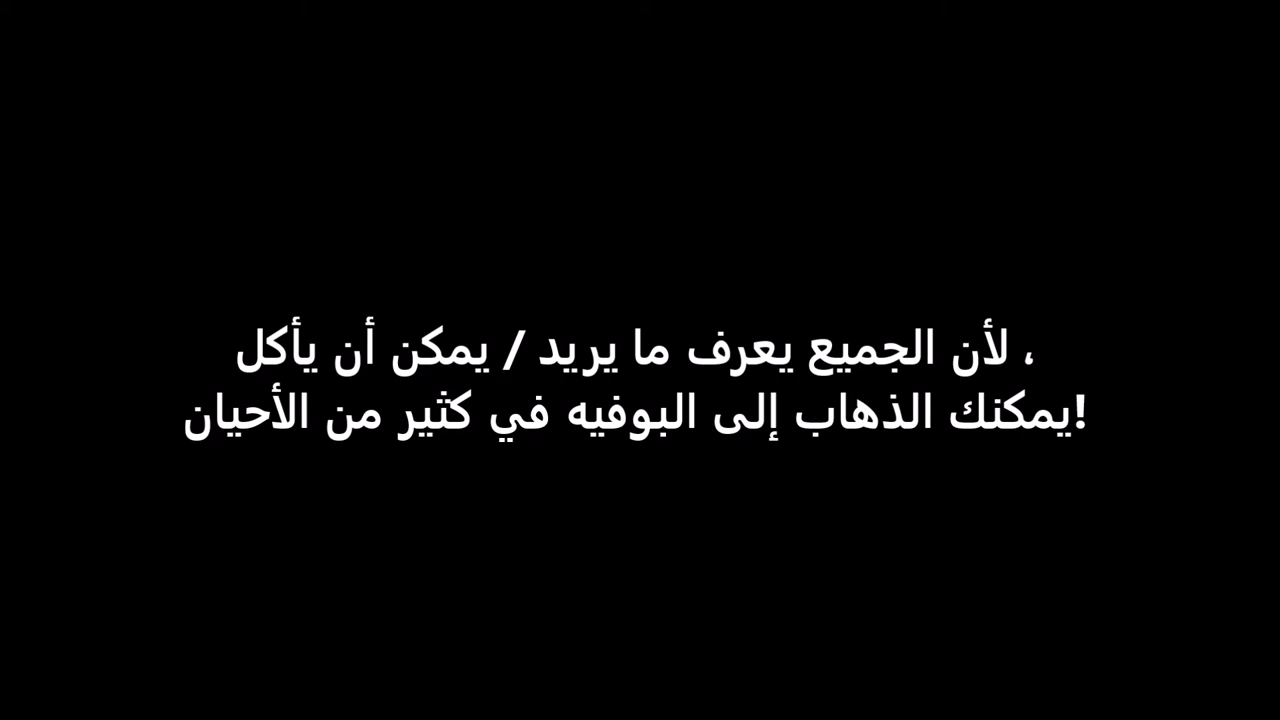 ، لأن الجميع يعرف ما يريد / يمكن أن يأكل
!يمكنك الذهاب إلى البوفيه في كثير من الأحيان